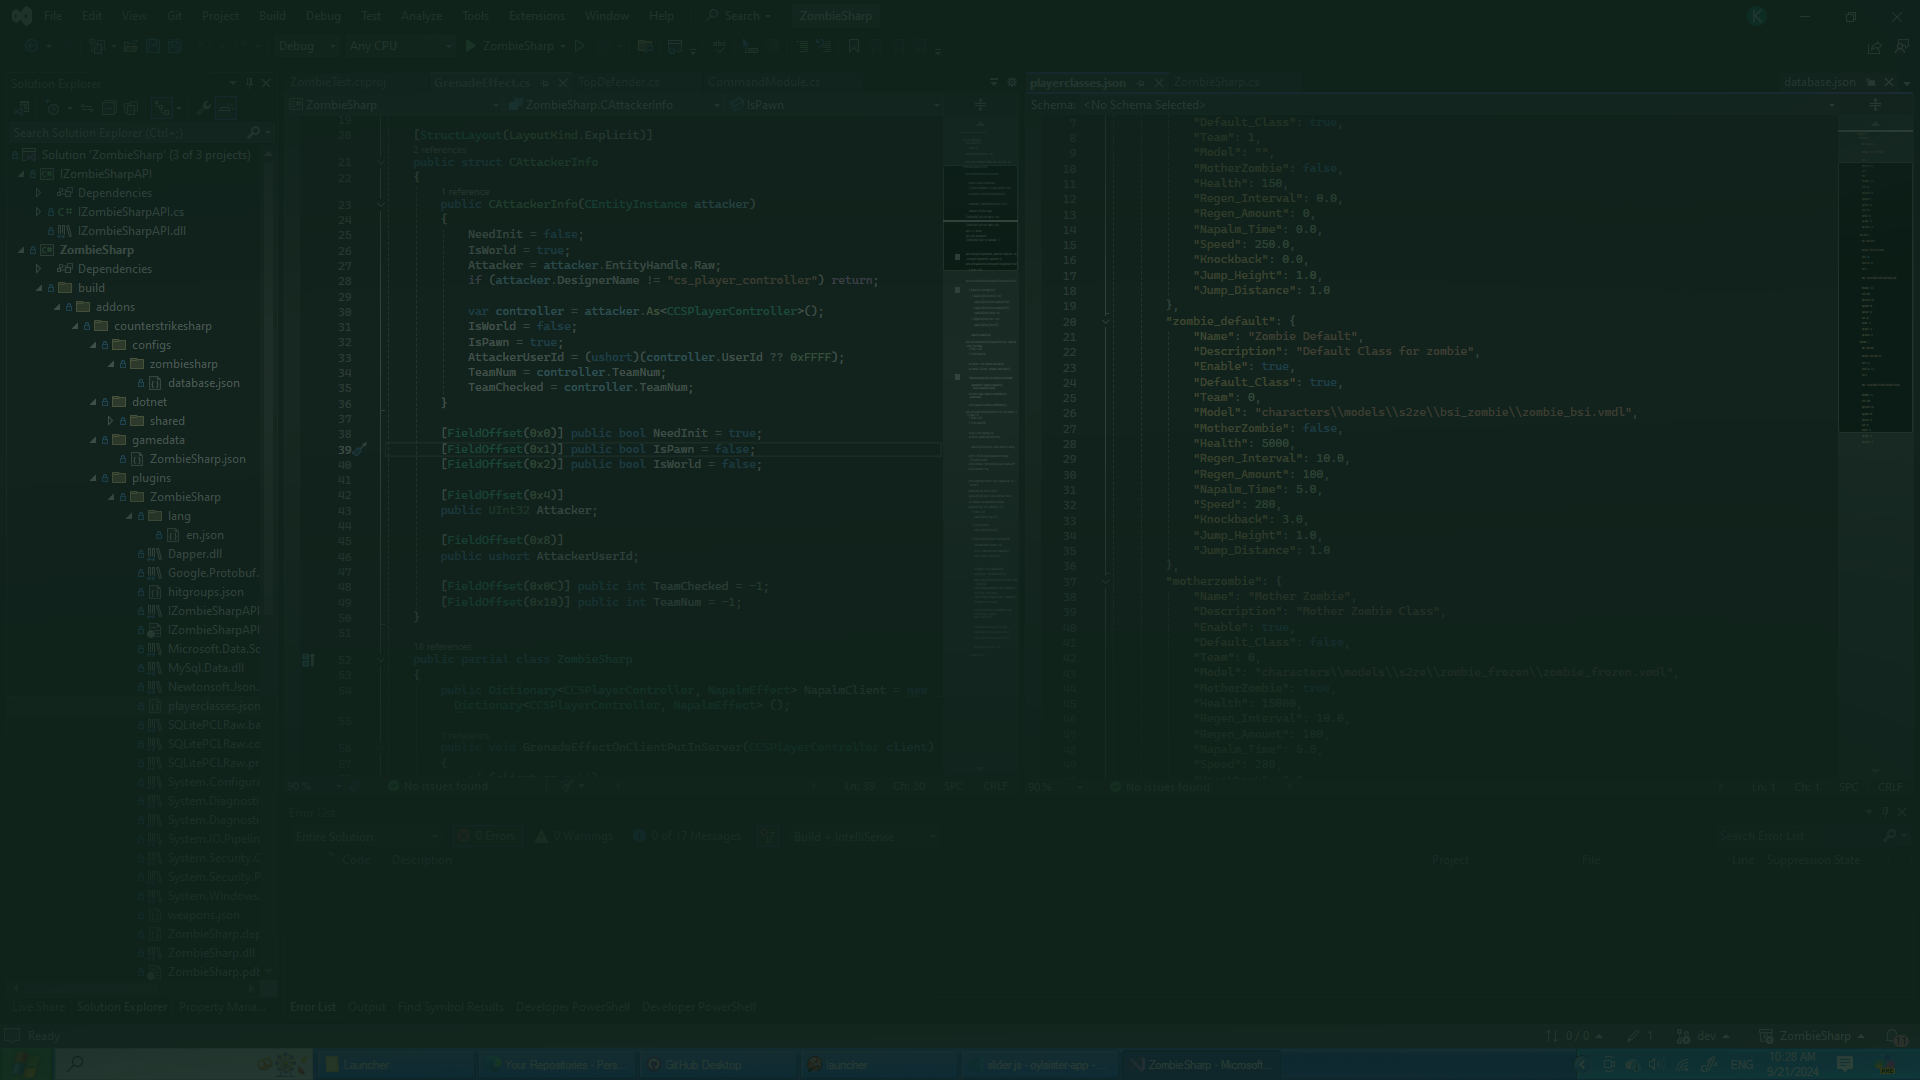 File Edit View Git Project Build Debug Test Analyze Tools Extensions Window Help Search ZombieSharp K
Debug Any CPU ZombieSharp
Solution Explorer
Search Solution Explorer (Ctrl+;)
Solution 'ZombieSharp' (3 of 3 projects)
IZombieSharpAPI
Dependencies
C# IZombieSharpAPI.cs
IZombieSharpAPI.dll
ZombieSharp
Dependencies
build
addons
counterstrikesharp
configs
zombiesharp
database.json
dotnet
shared
gamedata
ZombieSharp.json
plugins
ZombieSharp
lang
en.json
Dapper.dll
Google.Protobuf.
hitgroups.json
IZombieSharpAPI
IZombieSharpAPI
Microsoft.Data.Sc
MySql.Data.dll
Newtonsoft.Json.
playerclasses.json
SQLitePCLRaw.ba
SQLitePCLRaw.co
SQLitePCLRaw.pr
System.Configura
System.Diagnosti
System.Diagnosti
System.IO.Pipelin
System.Security.C
System.Security.P
System.Windows.
weapons.json
ZombieSharp.dep
ZombieSharp.dll
ZombieSharp.pdb
Live Share Solution Explorer Property Mana...
ZombieTest.csproj GrenadeEffect.cs TopDefender.cs CommandModule.cs
ZombieSharp ZombieSharp.CAttackerInfo IsPawn
19
20 [StructLayout(LayoutKind.Explicit)]
2 references
21 public struct CAttackerInfo
22 {
1 reference
23 public CAttackerInfo(CEntityInstance attacker)
24 {
25 NeedInit = false;
26 IsWorld = true;
27 Attacker = attacker.EntityHandle.Raw;
28 if (attacker.DesignerName != "cs_player_controller") return;
29
30 var controller = attacker.As<CCSPlayerController>();
31 IsWorld = false;
32 IsPawn = true;
33 AttackerUserId = (ushort)(controller.UserId ?? 0xFFFF);
34 TeamNum = controller.TeamNum;
35 TeamChecked = controller.TeamNum;
36 }
37
38 [FieldOffset(0x0)] public bool NeedInit = true;
39 [FieldOffset(0x1)] public bool IsPawn = false;
40 [FieldOffset(0x2)] public bool IsWorld = false;
41
42 [FieldOffset(0x4)]
43 public UInt32 Attacker;
44
45 [FieldOffset(0x8)]
46 public ushort AttackerUserId;
47
48 [FieldOffset(0x0C)] public int TeamChecked = -1;
49 [FieldOffset(0x10)] public int TeamNum = -1;
50 }
51
18 references
52 public partial class ZombieSharp
53 {
54 public Dictionary<CCSPlayerController, NapalmEffect> NapalmClient = new
Dictionary<CCSPlayerController, NapalmEffect> ();
55
56 public void GrenadeEffectOnClientPutInServer(CCSPlayerController client)
57 {
90 % No issues found Ln: 39 Ch: 30 SPC CRLF
playerclasses.json ZombieSharp.cs database.json
Schema: <No Schema Selected>
7 "Default_Class": true,
8 "Team": 1,
9 "Model": "",
10 "MotherZombie": false,
11 "Health": 150,
12 "Regen_Interval": 0.0,
13 "Regen_Amount": 0,
14 "Napalm_Time": 0.0,
15 "Speed": 250.0,
16 "Knockback": 0.0,
17 "Jump_Height": 1.0,
18 "Jump_Distance": 1.0
19 },
20 "zombie_default": {
21 "Name": "Zombie Default",
22 "Description": "Default Class for zombie",
23 "Enable": true,
24 "Default_Class": true,
25 "Team": 0,
26 "Model": "characters\\models\\s2ze\\bsi_zombie\\zombie_bsi.vmdl",
27 "MotherZombie": false,
28 "Health": 5000,
29 "Regen_Interval": 10.0,
30 "Regen_Amount": 100,
31 "Napalm_Time": 5.0,
32 "Speed": 280,
33 "Knockback": 3.0,
34 "Jump_Height": 1.0,
35 "Jump_Distance": 1.0
36 },
37 "motherzombie": {
38 "Name": "Mother Zombie",
39 "Description": "Mother Zombie Class",
40 "Enable": true,
41 "Default_Class": false,
42 "Team": 0,
43 "Model": "characters\\models\\s2ze\\zombie_frozen\\zombie_frozen.vmdl",
44 "MotherZombie": true,
45 "Health": 15000,
46 "Regen_Interval": 10.0,
47 "Regen_Amount": 100,
48 "Napalm_Time": 5.0,
49 "Speed": 280,
90 % No issues found Ln: 1 Ch: 1 SPC CRLF
Error List
Entire Solution 0 Errors 0 Warnings 0 of 17 Messages Build + IntelliSense Search Error List
Code Description Project File Line Suppression State
Error List Output Find Symbol Results Developer PowerShell Developer PowerShell
Ready 0 / 0 1 dev ZombieSharp
Launcher Your Repositories - Pers... GitHub Desktop launcher slider.js - oylsister-app -... ZombieSharp - Microsoft... ENG 10:28 AM
5/21/2024